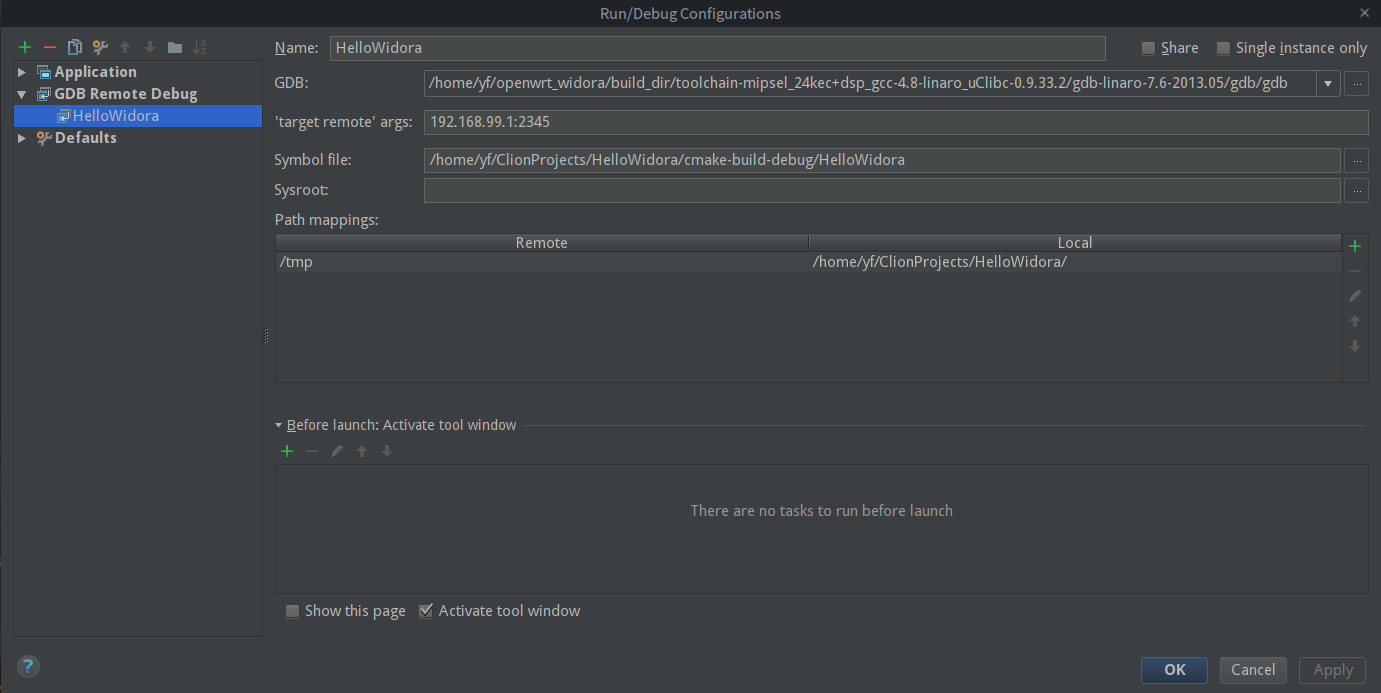 Run/Debug Configurations
Name: HelloWidora Share Single instance only
Application
GDB Remote Debug
HelloWidora
Defaults
GDB: /home/yf/openwrt_widora/build_dir/toolchain-mipsel_24kec+dsp_gcc-4.8-linaro_uClibc-0.9.33.2/gdb-linaro-7.6-2013.05/gdb/gdb ...
'target remote' args: 192.168.99.1:2345
Symbol file: /home/yf/ClionProjects/HelloWidora/cmake-build-debug/HelloWidora ...
Sysroot: ...
Path mappings:
Remote Local
/tmp /home/yf/ClionProjects/HelloWidora/
Before launch: Activate tool window
There are no tasks to run before launch
Show this page Activate tool window
? OK Cancel Apply